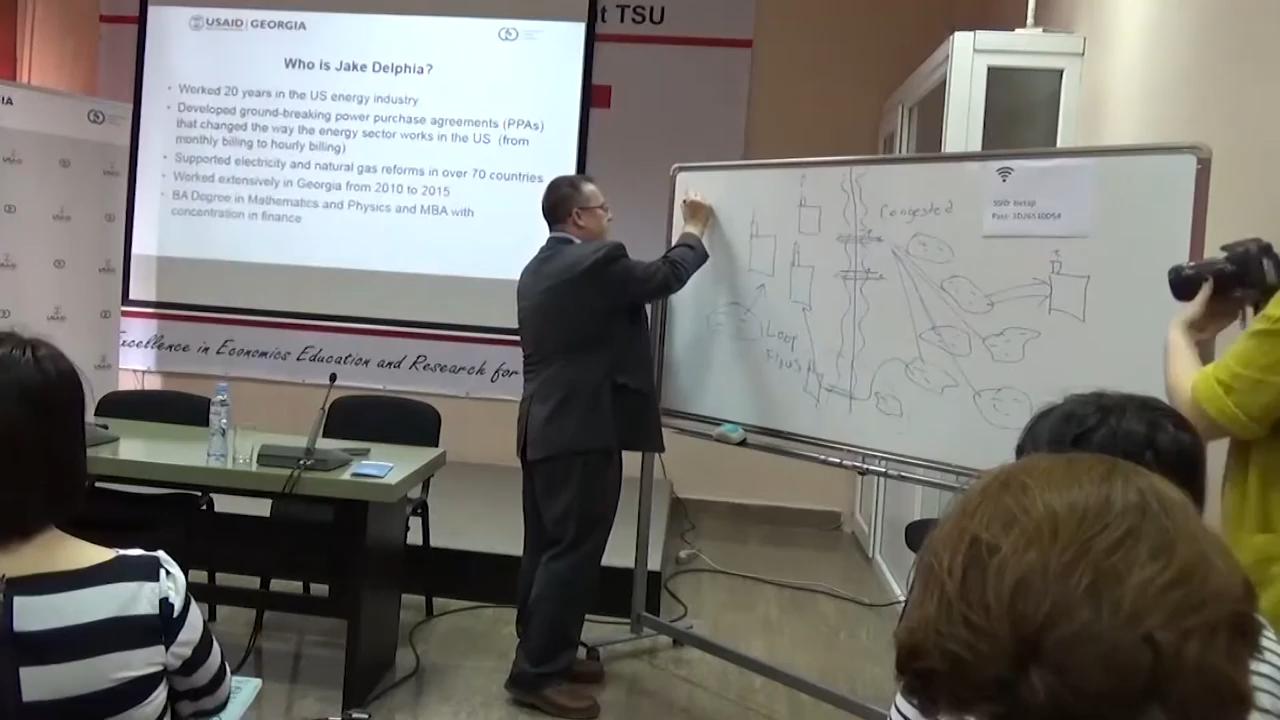 USAID | GEORGIA
Who is Jake Delphia?
• Worked 20 years in the US energy industry
• Developed ground-breaking power purchase agreements (PPAs)
that changed the way the energy sector works in the US (from
monthly billing to hourly billing)
• Supported electricity and natural gas reforms in over 70 countries
• Worked extensively in Georgia from 2010 to 2015
• BA Degree in Mathematics and Physics and MBA with
concentration in finance
t TSU
IA
Excellence in Economics Education and Research for
Congested
Loop
Flows
SSID:
Pass: